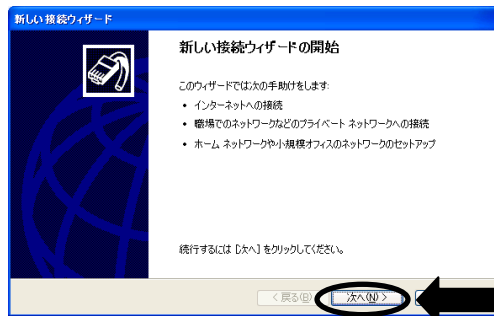 新しい接続ウィザード
新しい接続ウィザードの開始
このウィザードでは次の手助けをします:
• インターネットへの接続
• 職場でのネットワークなどのプライベート ネットワークへの接続
• ホーム ネットワークや小規模オフィスのネットワークのセットアップ
続行するには [次へ] をクリックしてください。
< 戻る(B) 次へ(N) >